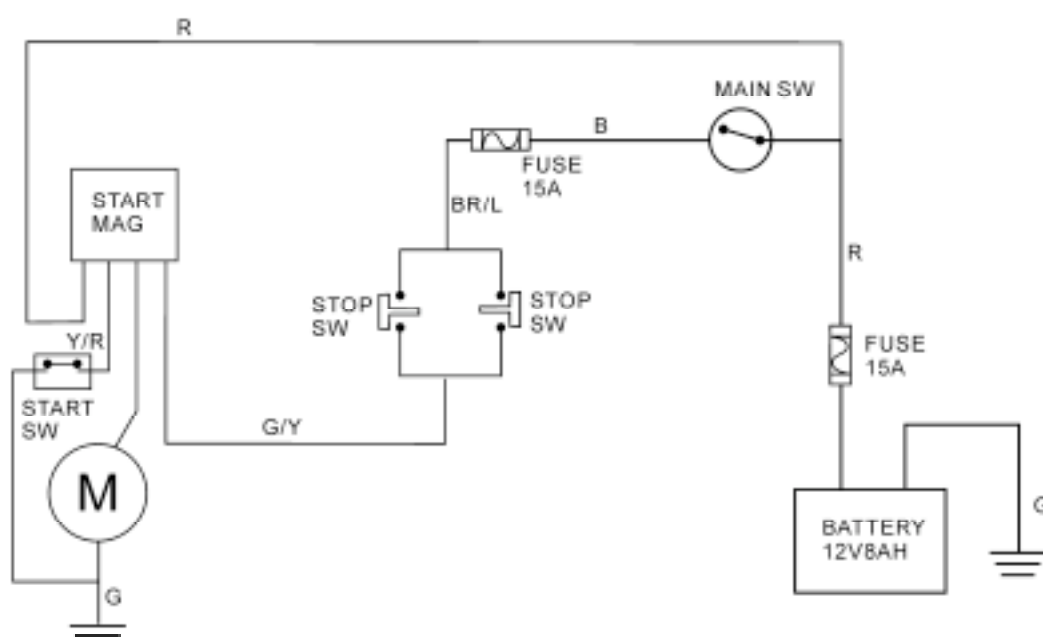 R
MAIN SW
B
FUSE
15A
START
MAG
BR/L
R
STOP
SW
STOP
SW
Y/R
FUSE
15A
START
SW
G/Y
M
BATTERY
12V8AH
G
G